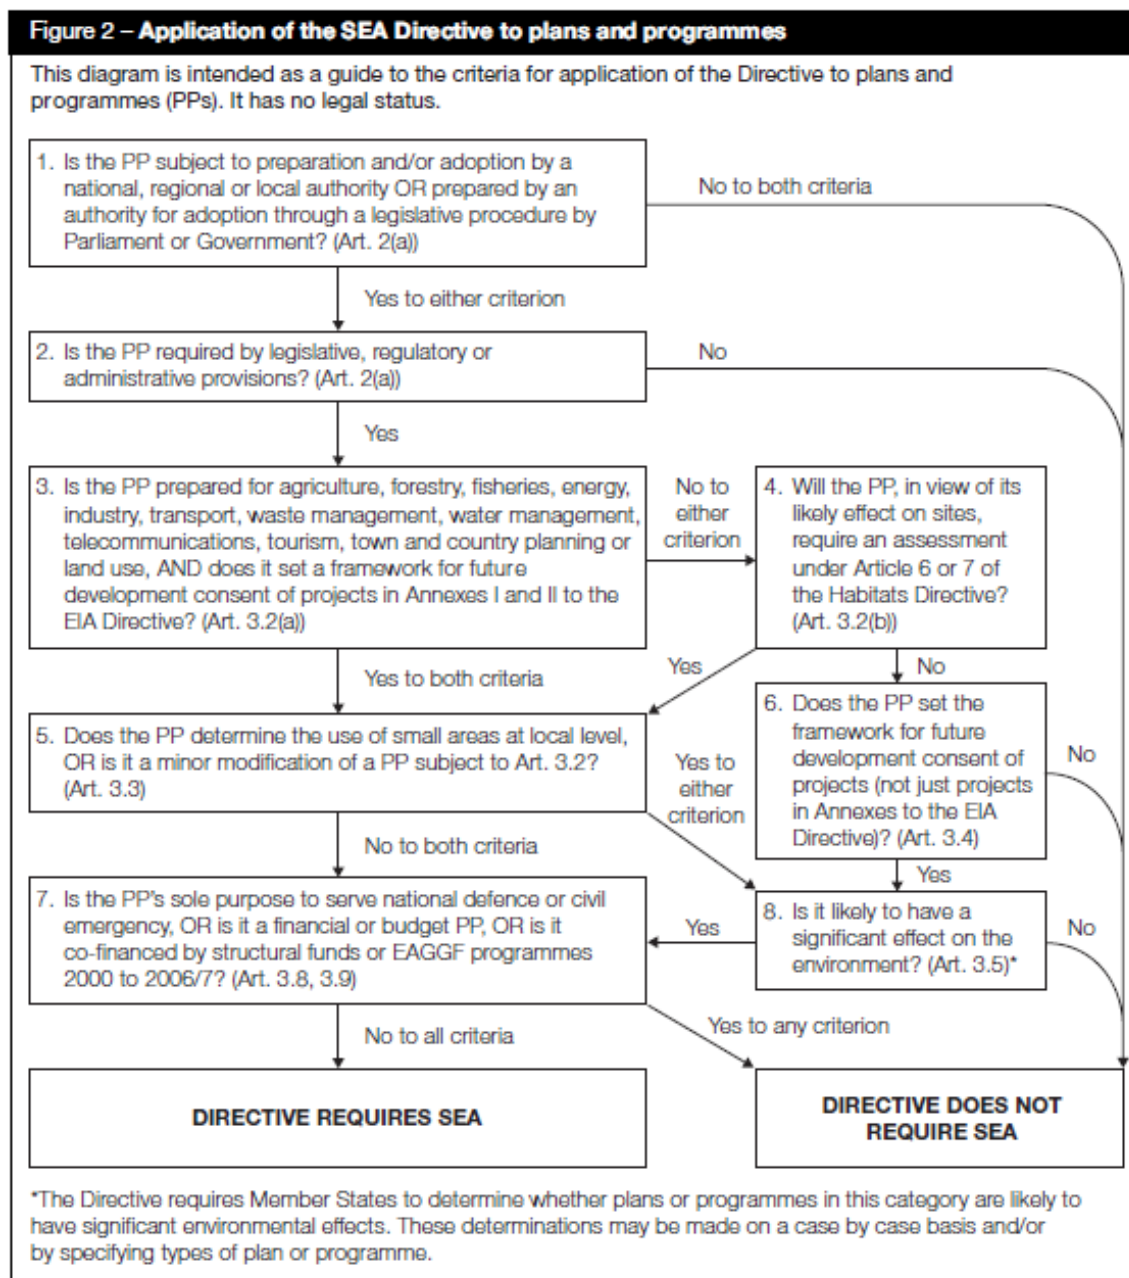 Figure 2 – Application of the SEA Directive to plans and programmes
This diagram is intended as a guide to the criteria for application of the Directive to plans and
programmes (PPs). It has no legal status.
1. Is the PP subject to preparation and/or adoption by a
national, regional or local authority OR prepared by an
authority for adoption through a legislative procedure by
Parliament or Government? (Art. 2(a))
No to both criteria
Yes to either criterion
2. Is the PP required by legislative, regulatory or
administrative provisions? (Art. 2(a))
No
Yes
3. Is the PP prepared for agriculture, forestry, fisheries, energy,
industry, transport, waste management, water management,
telecommunications, tourism, town and country planning or
land use, AND does it set a framework for future
development consent of projects in Annexes I and II to the
EIA Directive? (Art. 3.2(a))
No to
either
criterion
4. Will the PP, in view of its
likely effect on sites,
require an assessment
under Article 6 or 7 of
the Habitats Directive?
(Art. 3.2(b))
Yes to both criteria
Yes
No
5. Does the PP determine the use of small areas at local level,
OR is it a minor modification of a PP subject to Art. 3.2?
(Art. 3.3)
Yes to
either
criterion
6. Does the PP set the
framework for future
development consent of
projects (not just projects
in Annexes to the EIA
Directive)? (Art. 3.4)
No
No to both criteria
Yes
7. Is the PP's sole purpose to serve national defence or civil
emergency, OR is it a financial or budget PP, OR is it
co-financed by structural funds or EAGGF programmes
2000 to 2006/7? (Art. 3.8, 3.9)
Yes
8. Is it likely to have a
significant effect on the
environment? (Art. 3.5)*
No
No to all criteria
Yes to any criterion
DIRECTIVE REQUIRES SEA
DIRECTIVE DOES NOT
REQUIRE SEA
*The Directive requires Member States to determine whether plans or programmes in this category are likely to
have significant environmental effects. These determinations may be made on a case by case basis and/or
by specifying types of plan or programme.